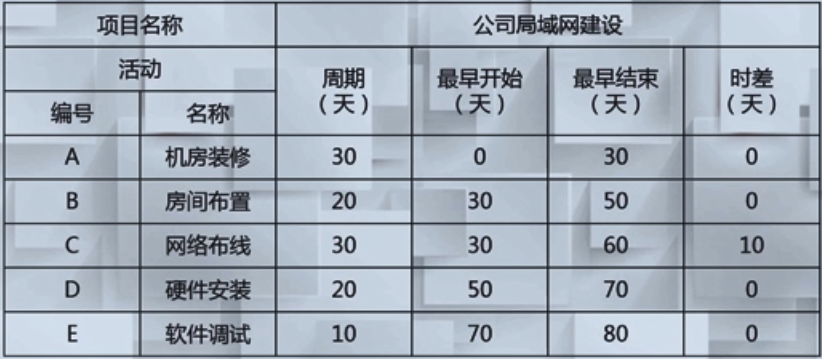 项目名称 公司局域网建设
活动 周期（天） 最早开始（天） 最早结束（天） 时差（天）
编号 名称
A 机房装修 30 0 30 0
B 房间布置 20 30 50 0
C 网络布线 30 30 60 10
D 硬件安装 20 50 70 0
E 软件调试 10 70 80 0